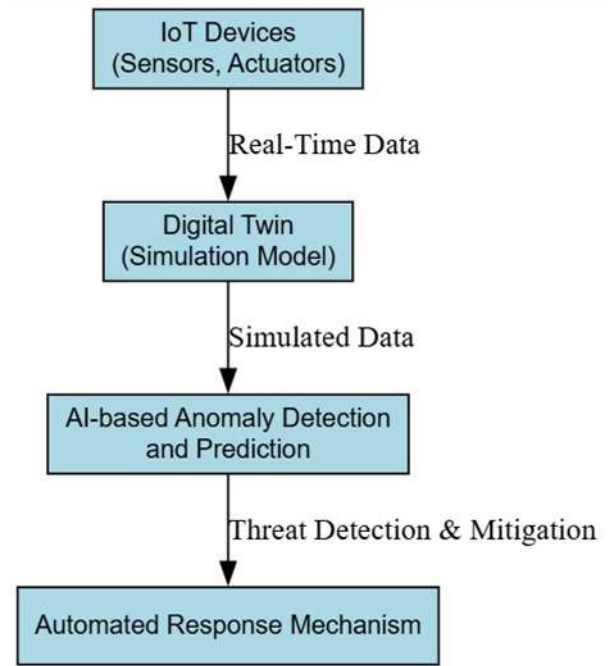 IoT Devices
(Sensors, Actuators)
Real-Time Data
Digital Twin
(Simulation Model)
Simulated Data
AI-based Anomaly Detection
and Prediction
Threat Detection & Mitigation
Automated Response Mechanism